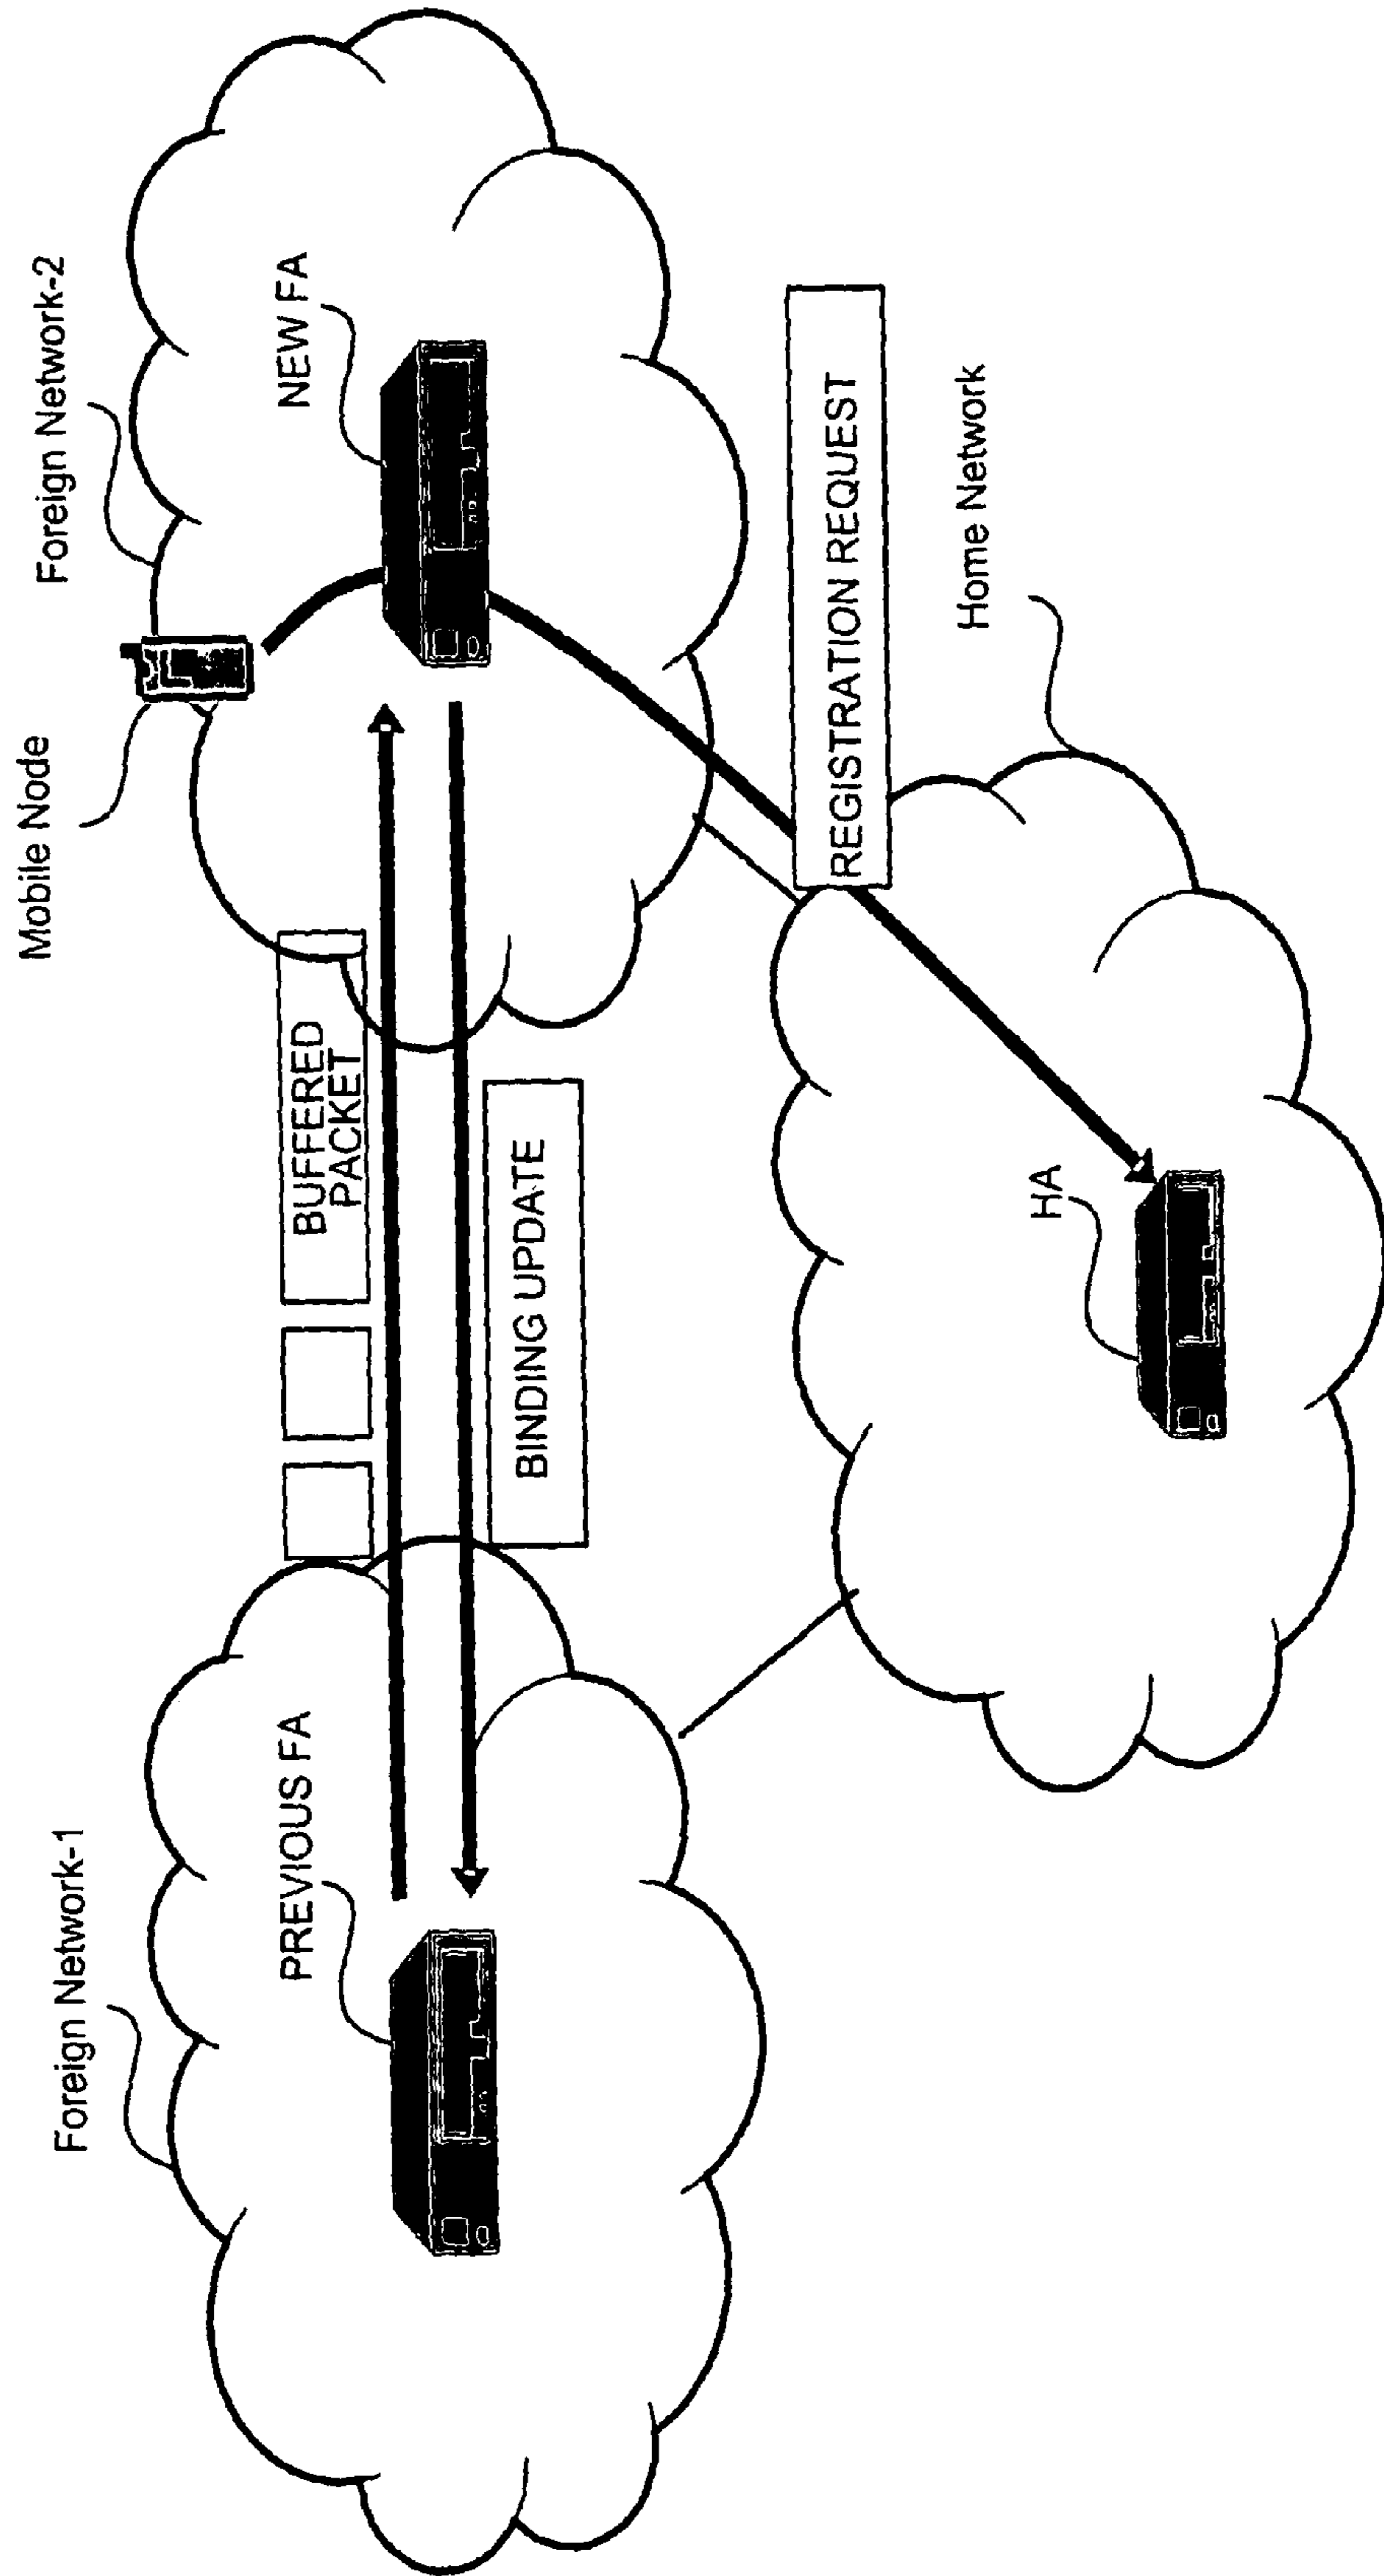 Foreign Network-1
Mobile Node
Foreign Network-2
PREVIOUS FA
BUFFERED
PACKET
NEW FA
BINDING UPDATE
REGISTRATION REQUEST
Home Network
HA